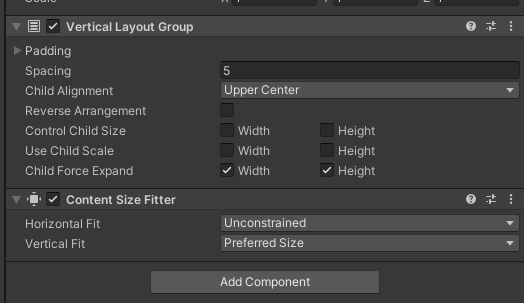 Vertical Layout Group
Padding
Spacing 5
Child Alignment Upper Center
Reverse Arrangement
Control Child Size Width Height
Use Child Scale Width Height
Child Force Expand Width Height
Content Size Fitter
Horizontal Fit Unconstrained
Vertical Fit Preferred Size
Add Component